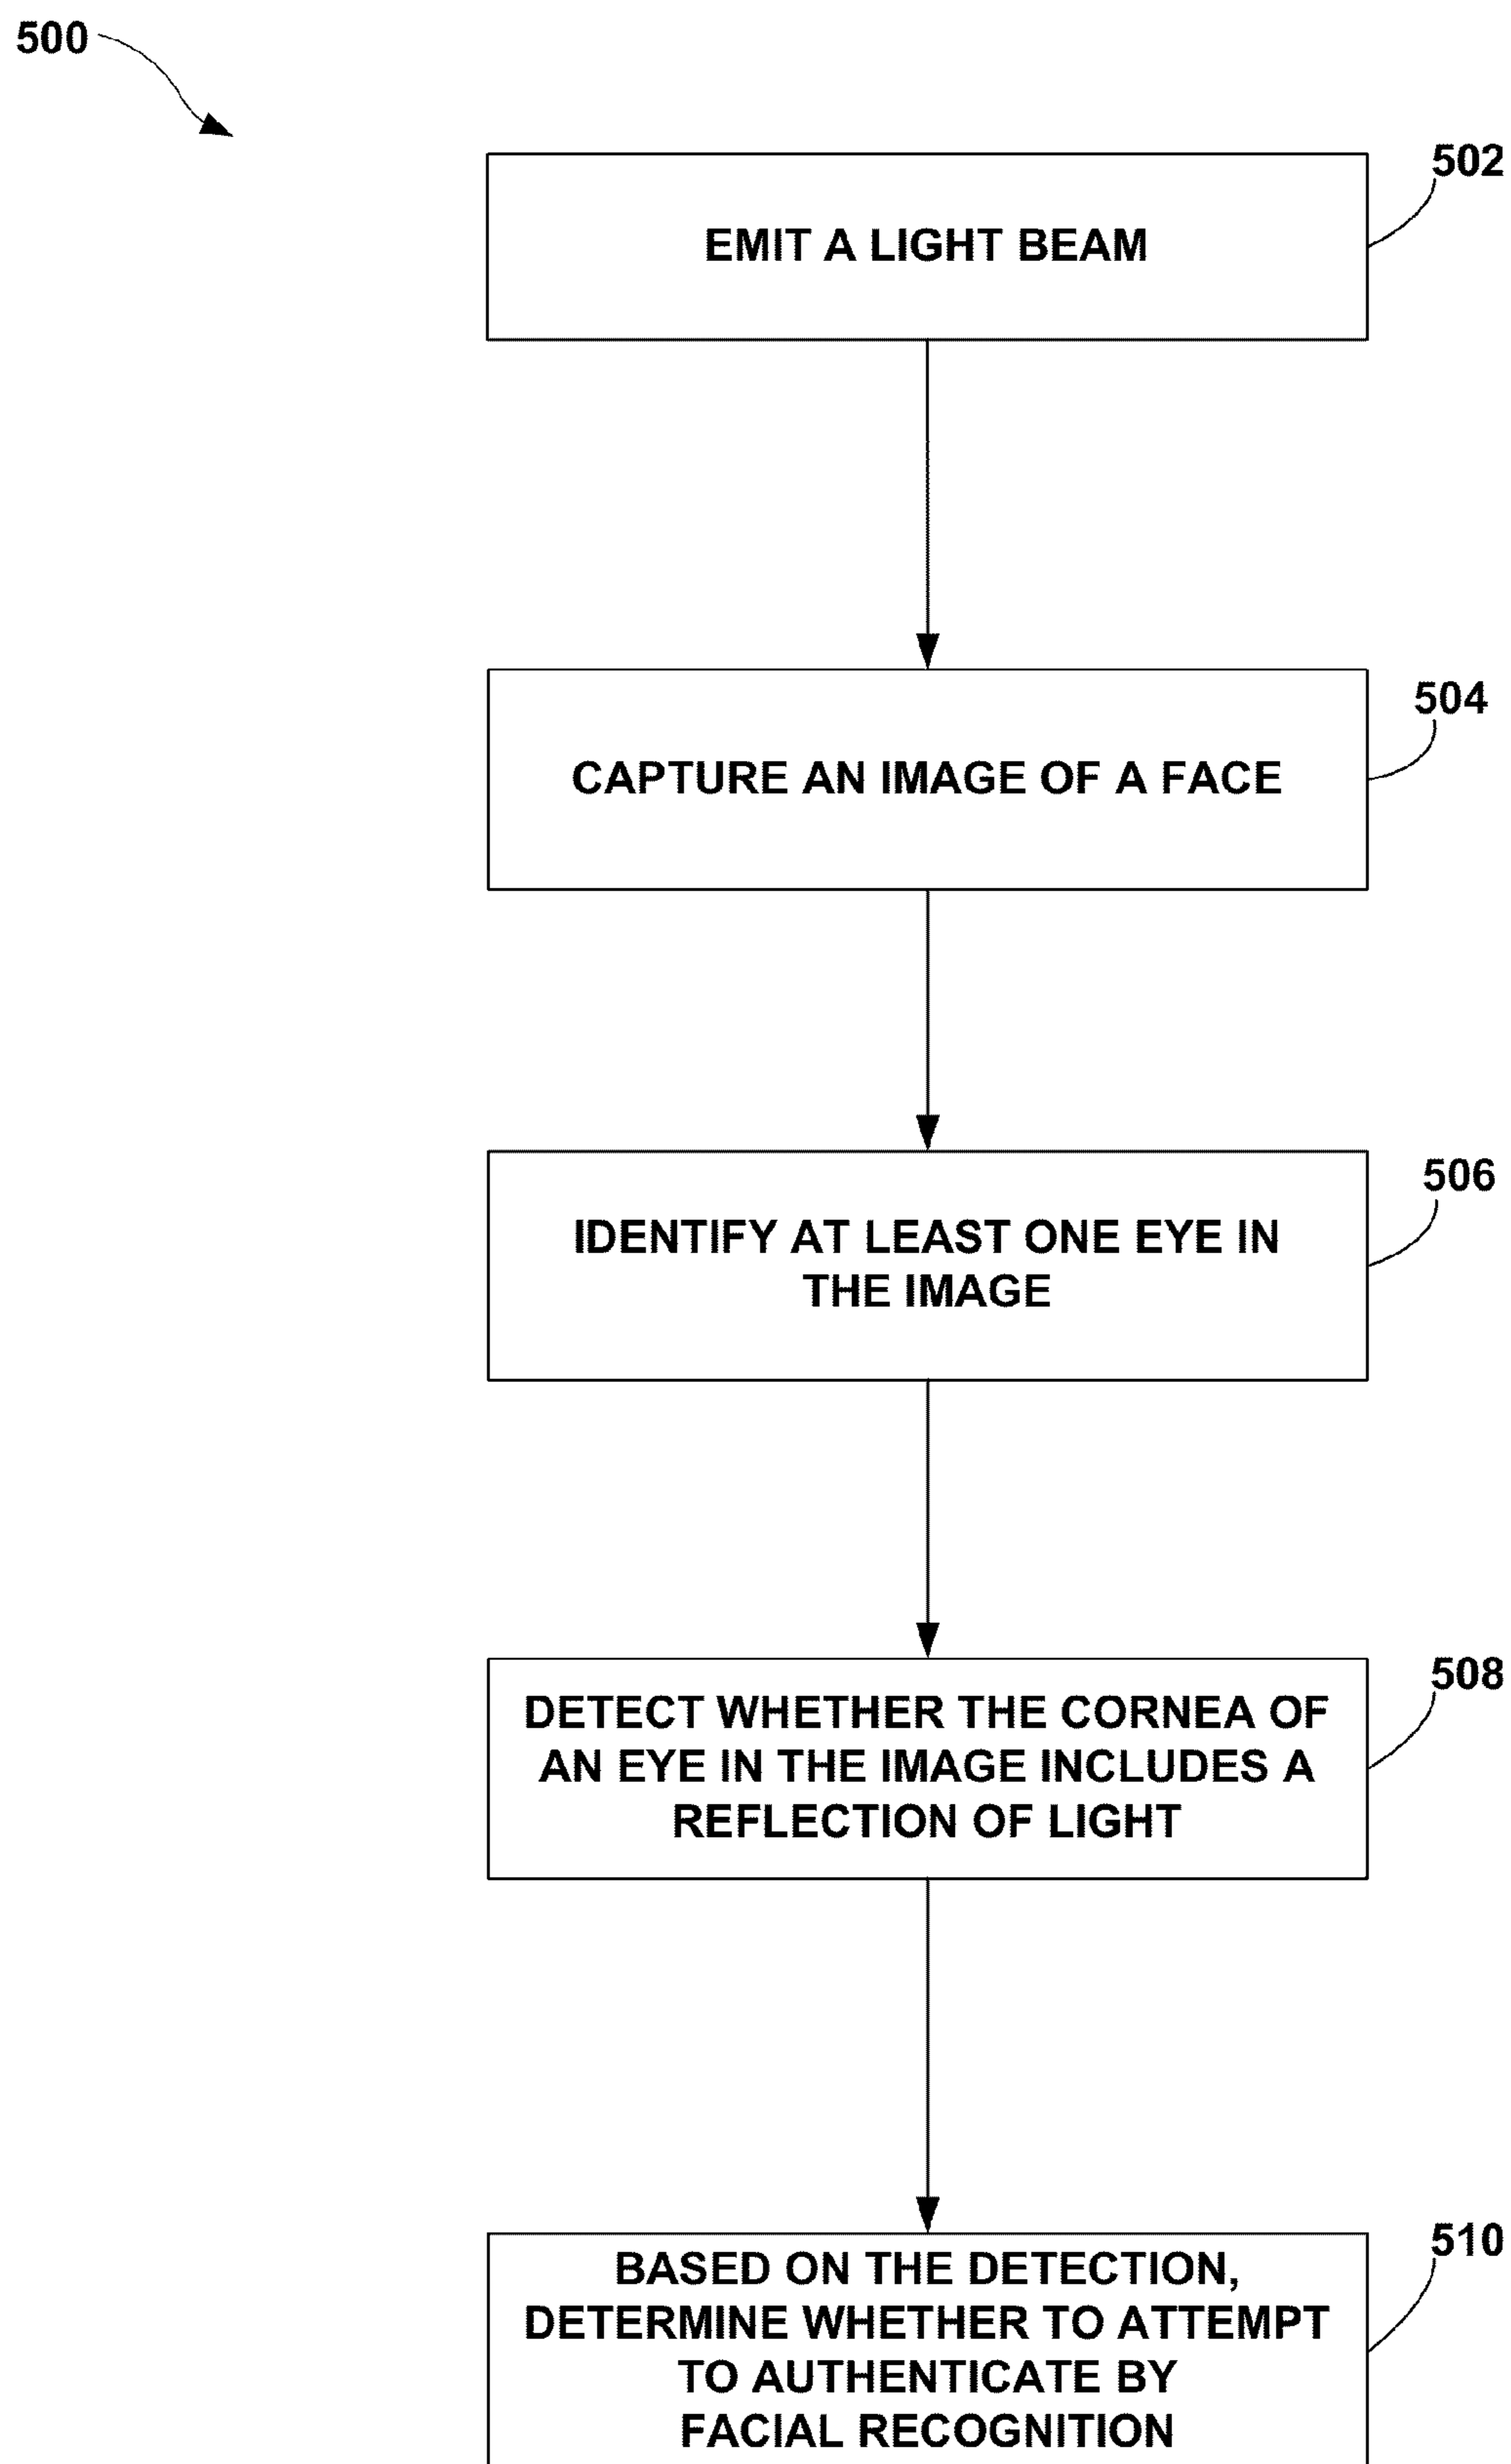 500
502
EMIT A LIGHT BEAM
504
CAPTURE AN IMAGE OF A FACE
506
IDENTIFY AT LEAST ONE EYE IN
THE IMAGE
508
DETECT WHETHER THE CORNEA OF
AN EYE IN THE IMAGE INCLUDES A
REFLECTION OF LIGHT
510
BASED ON THE DETECTION,
DETERMINE WHETHER TO ATTEMPT
TO AUTHENTICATE BY
FACIAL RECOGNITION